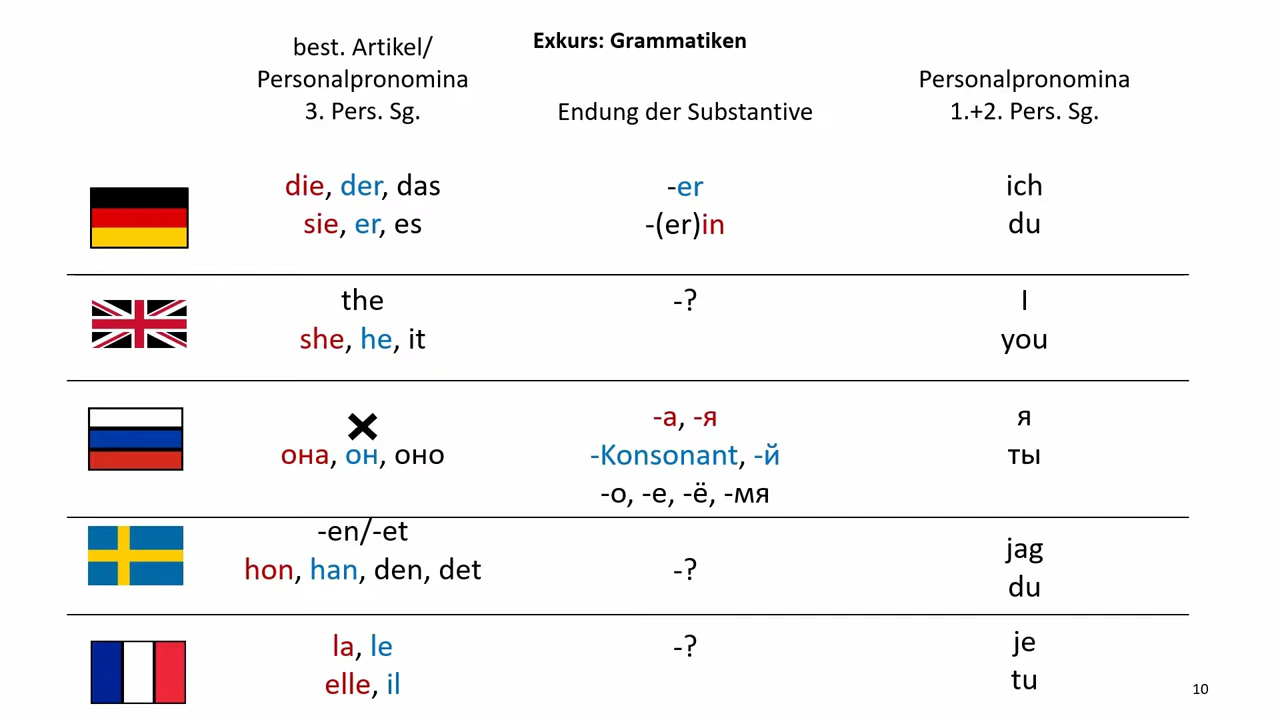 Exkurs: Grammatiken
best. Artikel/
Personalpronomina
3. Pers. Sg.
Endung der Substantive
Personalpronomina
1.+2. Pers. Sg.
die, der, das
sie, er, es
-er
-(er)in
ich
du
the
she, he, it
-?
I
you
она, он, оно
-а, -я
-Konsonant, -й
-о, -е, -ё, -мя
я
ты
-en/-et
hon, han, den, det
-?
jag
du
la, le
elle, il
-?
je
tu
10